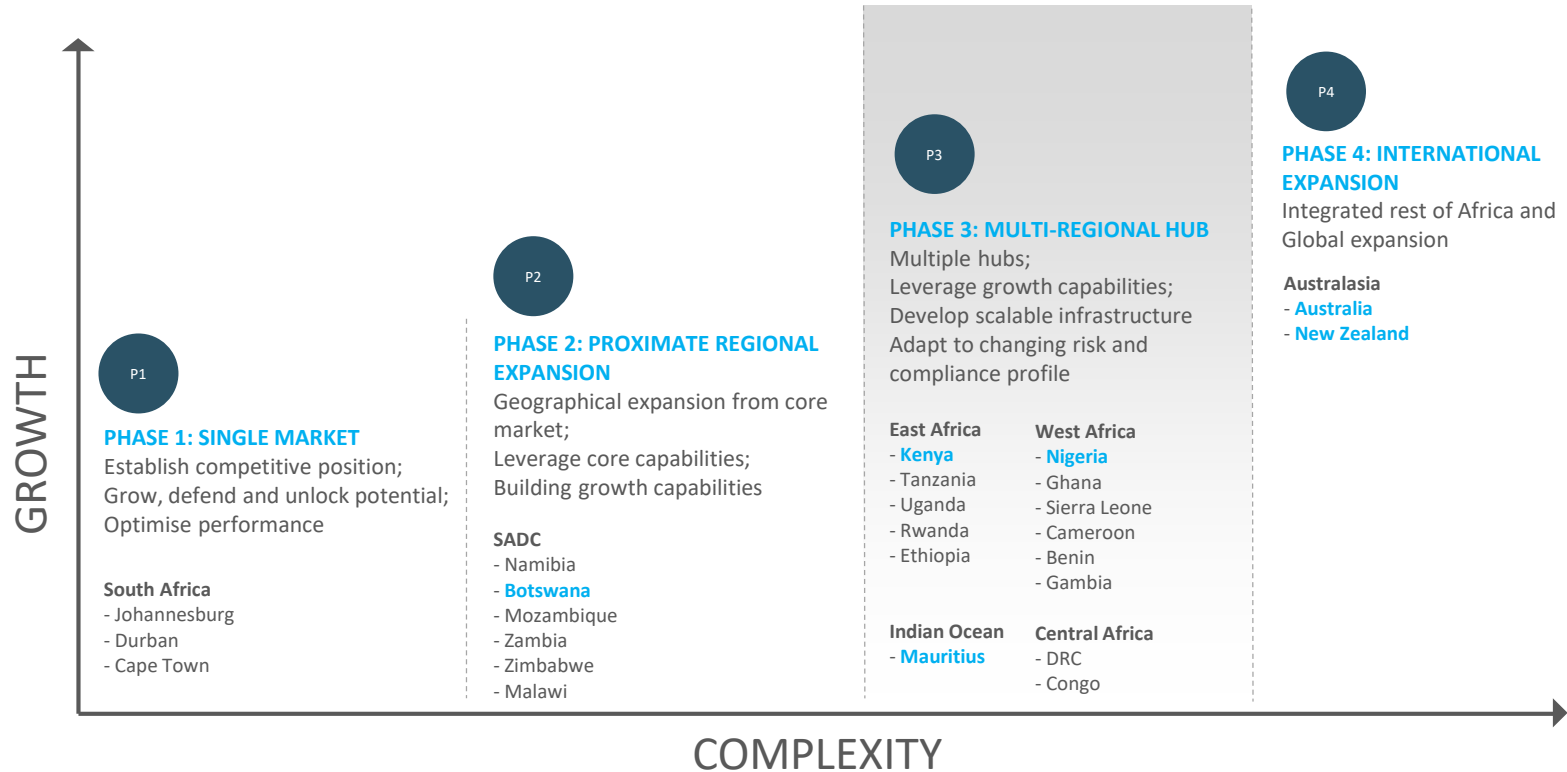 GROWTH
P1
PHASE 1: SINGLE MARKET
Establish competitive position;
Grow, defend and unlock potential;
Optimise performance
South Africa
- Johannesburg
- Durban
- Cape Town
P2
PHASE 2: PROXIMATE REGIONAL
EXPANSION
Geographical expansion from core
market;
Leverage core capabilities;
Building growth capabilities
SADC
- Namibia
- Botswana
- Mozambique
- Zambia
- Zimbabwe
- Malawi
P3
PHASE 3: MULTI-REGIONAL HUB
Multiple hubs;
Leverage growth capabilities;
Develop scalable infrastructure
Adapt to changing risk and
compliance profile
East Africa
- Kenya
- Tanzania
- Uganda
- Rwanda
- Ethiopia
West Africa
- Nigeria
- Ghana
- Sierra Leone
- Cameroon
- Benin
- Gambia
Indian Ocean
- Mauritius
Central Africa
- DRC
- Congo
P4
PHASE 4: INTERNATIONAL
EXPANSION
Integrated rest of Africa and
Global expansion
Australasia
- Australia
- New Zealand
COMPLEXITY